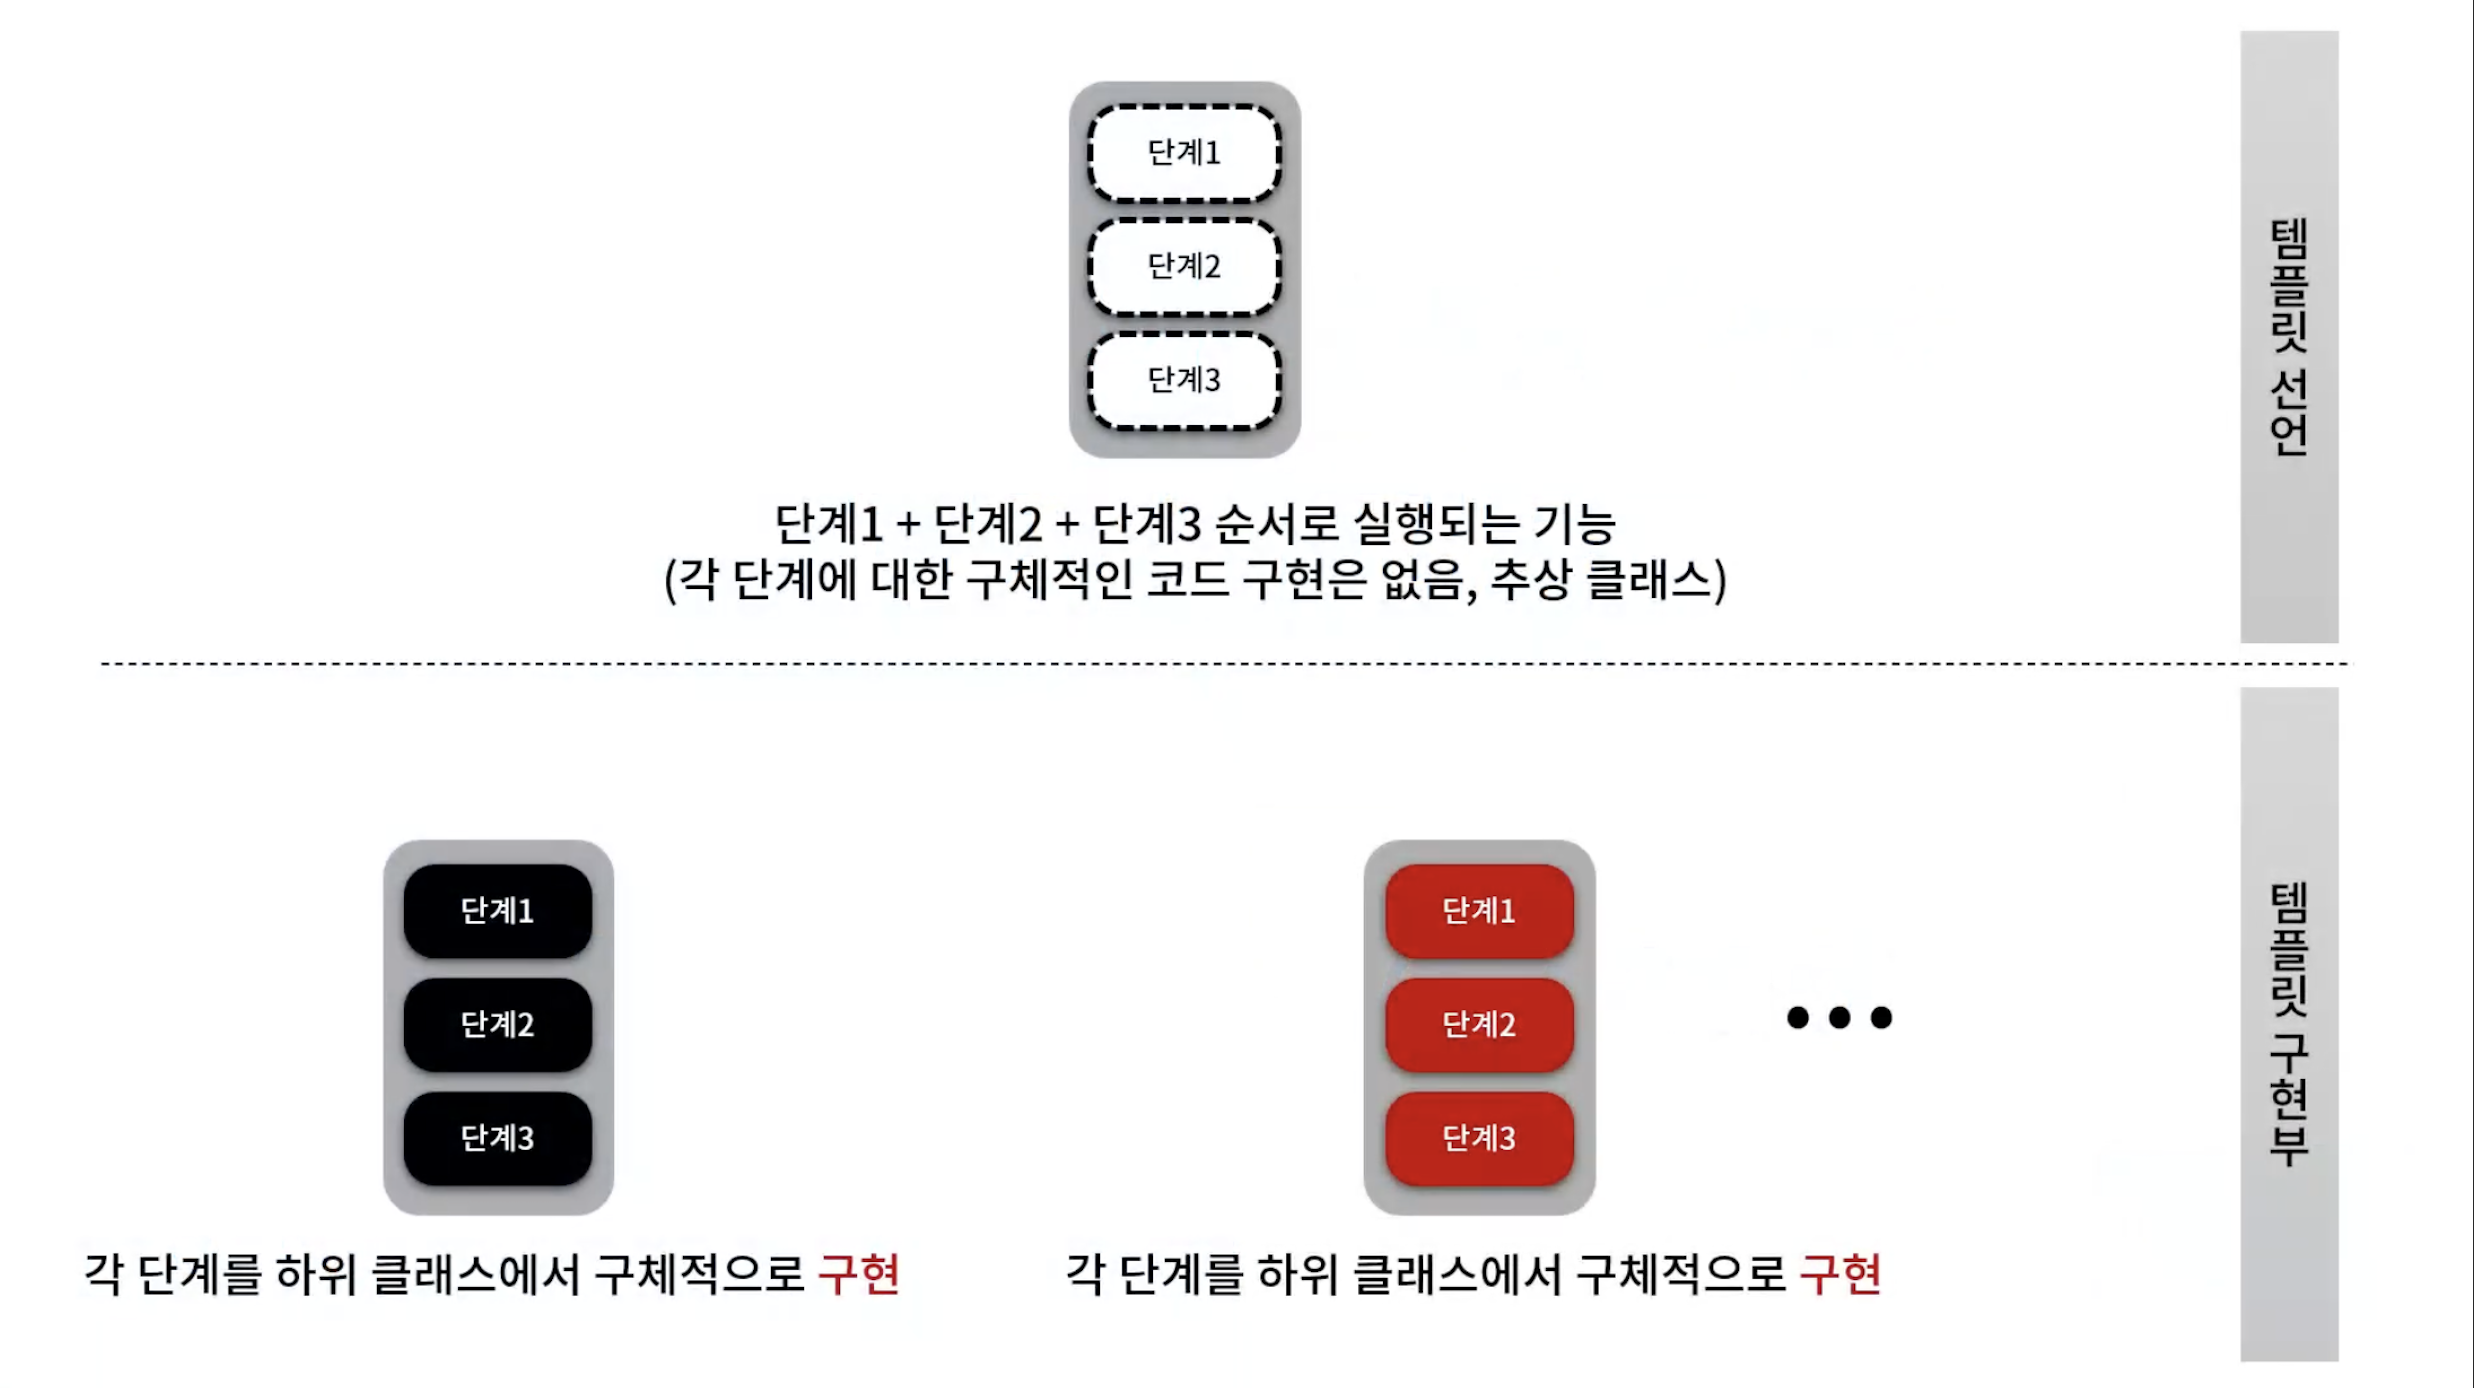 단계1
단계2
단계3
단계1 + 단계2 + 단계3 순서로 실행되는 기능
(각 단계에 대한 구체적인 코드 구현은 없음, 추상 클래스)
템플릿 선언
단계1
단계2
단계3
각 단계를 하위 클래스에서 구체적으로 구현
단계1
단계2
단계3
각 단계를 하위 클래스에서 구체적으로 구현
템플릿 구현부